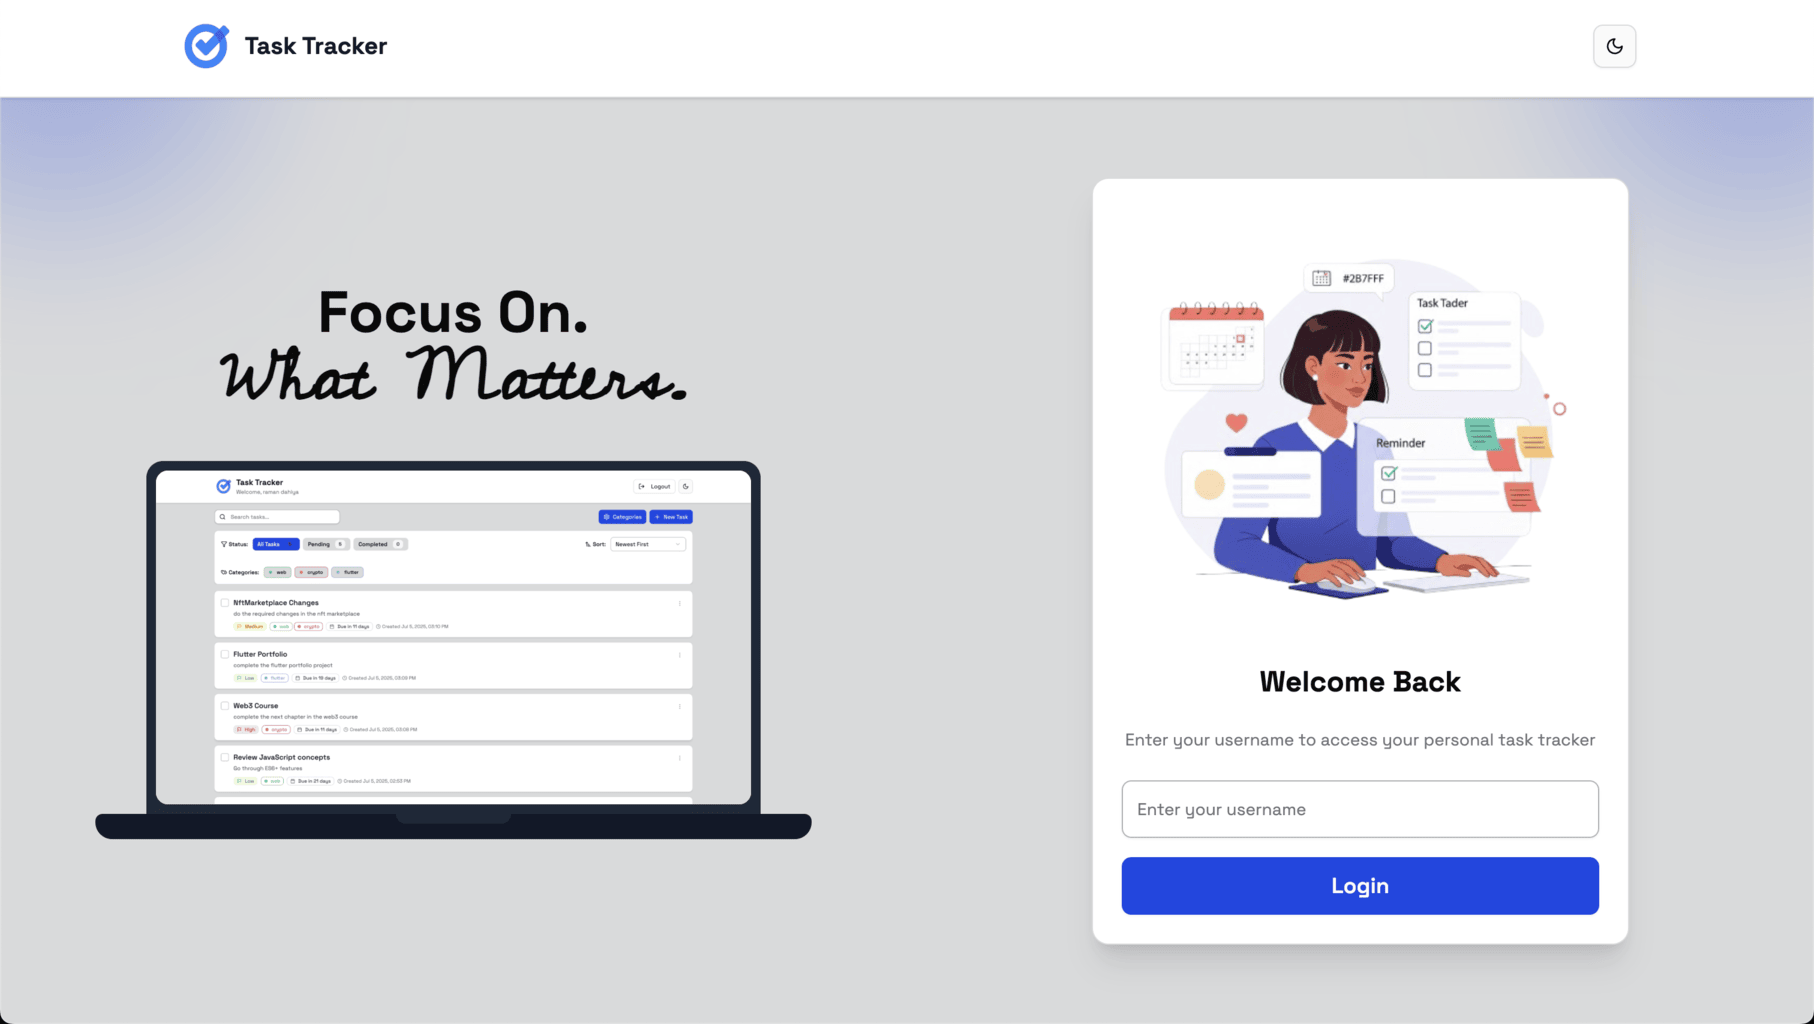 Task Tracker
Focus On.
What Matters.
Task Tracker
Welcome, raman dahiya
Logout
Search tasks...
Categories
+ New Task
Status:
All Tasks
Pending 5
Completed 0
Sort:
Newest First
Categories:
web
crypto
flutter
NftMarketplace Changes
do the required changes in the nft marketplace
Medium
web
crypto
Due in 11 days
Created Jul 5, 2025, 03:10 PM
Flutter Portfolio
complete the flutter portfolio project
Low
flutter
Due in 19 days
Created Jul 5, 2025, 03:09 PM
Web3 Course
complete the next chapter in the web3 course
High
crypto
Due in 11 days
Created Jul 5, 2025, 03:08 PM
Review JavaScript concepts
Go through ES6+ features
Low
web
Due in 21 days
Created Jul 5, 2025, 02:53 PM
#2B7FFF
Task Tader
Reminder
Welcome Back
Enter your username to access your personal task tracker
Enter your username
Login